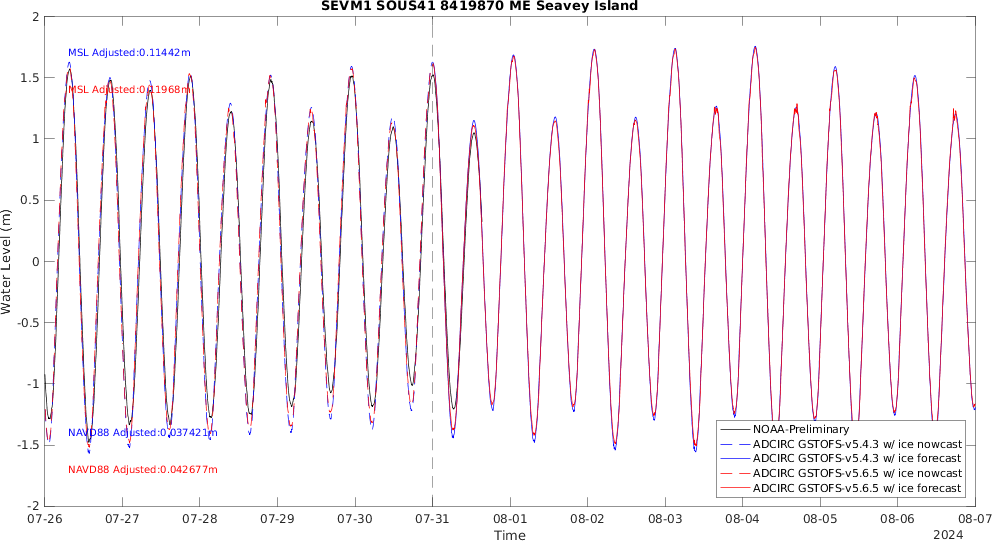 SEVM1 SOUS41 8419870 ME Seavey Island
2
1.5
1
0.5
0
-0.5
-1
-1.5
-2
Water Level (m)
MSL Adjusted:0.11442m
MSL Adjusted:0.11968m
NAVD88 Adjusted:0.037421m
NAVD88 Adjusted:0.042677m
NOAA-Preliminary
ADCIRC GSTOFS-v5.4.3 w/ ice nowcast
ADCIRC GSTOFS-v5.4.3 w/ ice forecast
ADCIRC GSTOFS-v5.6.5 w/ ice nowcast
ADCIRC GSTOFS-v5.6.5 w/ ice forecast
07-26 07-27 07-28 07-29 07-30 07-31 08-01 08-02 08-03 08-04 08-05 08-06 08-07
Time
2024